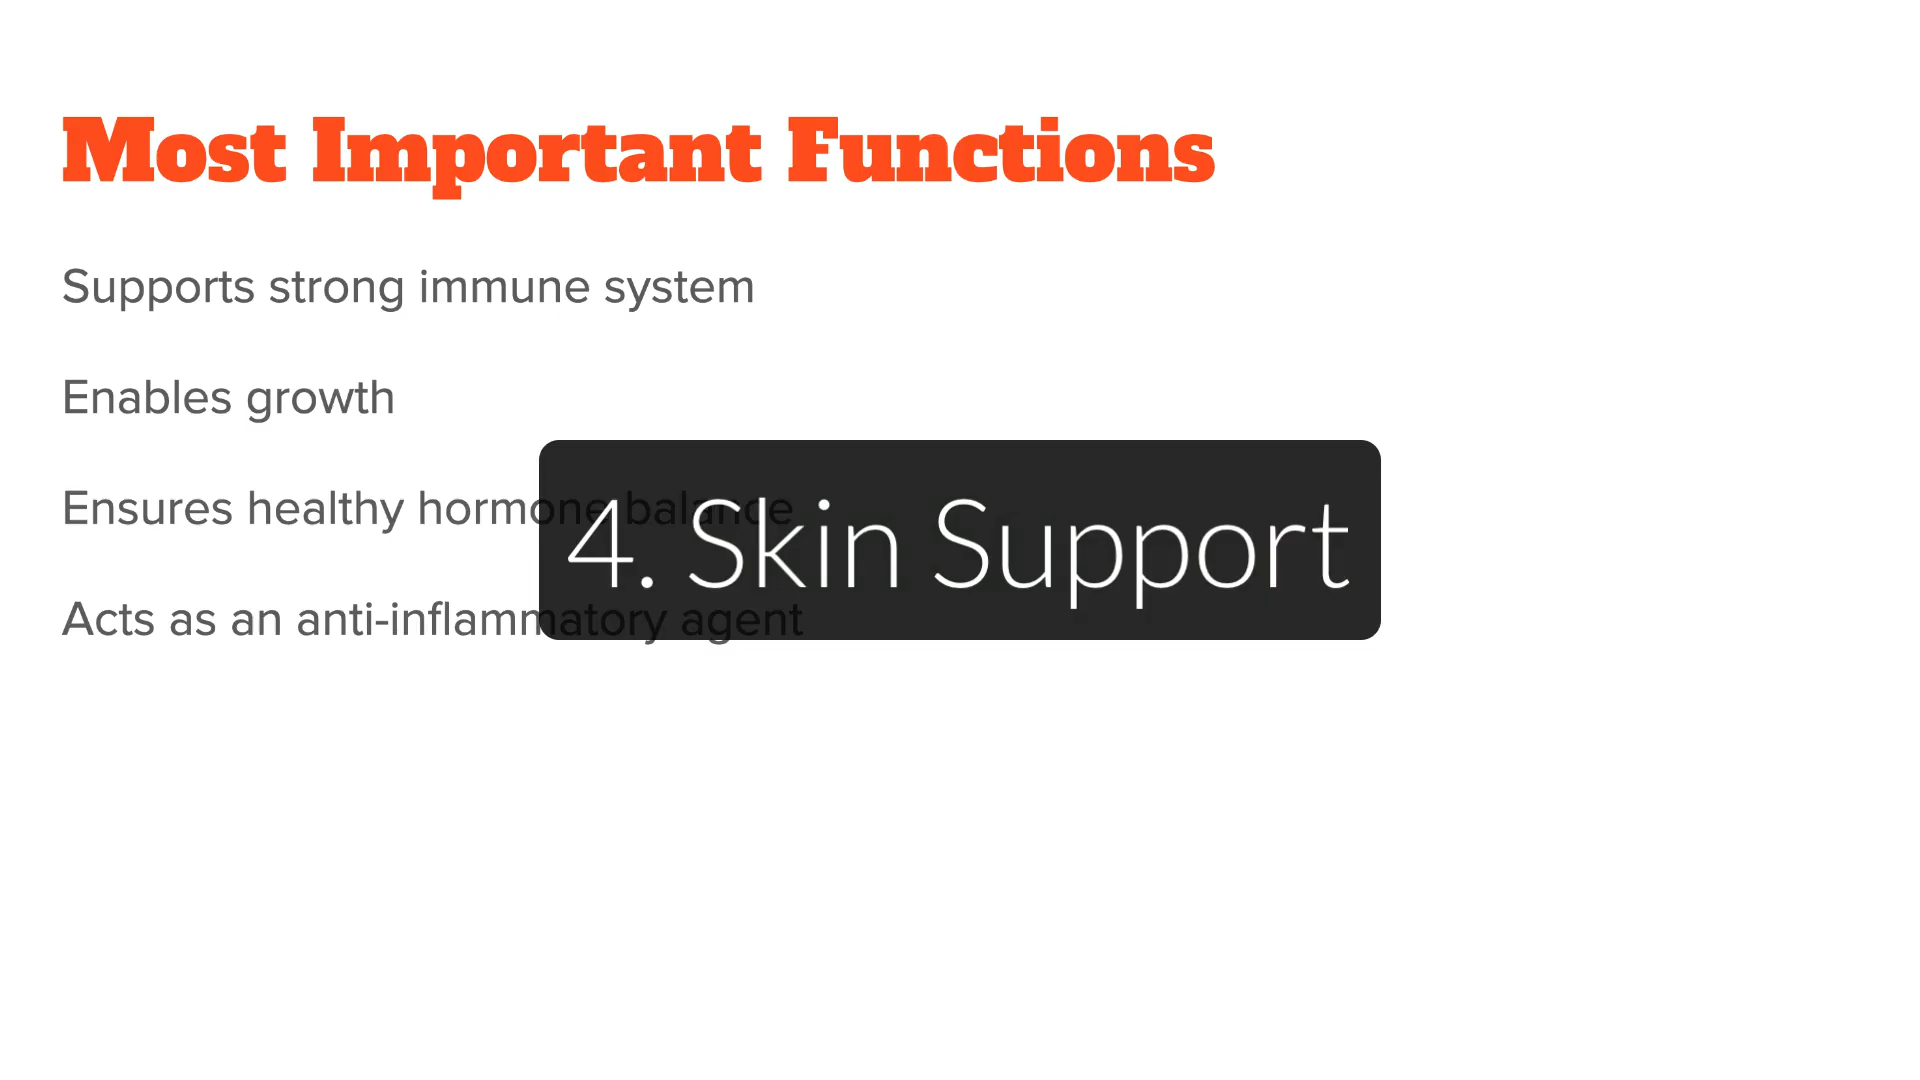 Most Important Functions
Supports strong immune system
Enables growth
Ensures healthy hormone balance
4. Skin Support
Acts as an anti-inflammatory agent